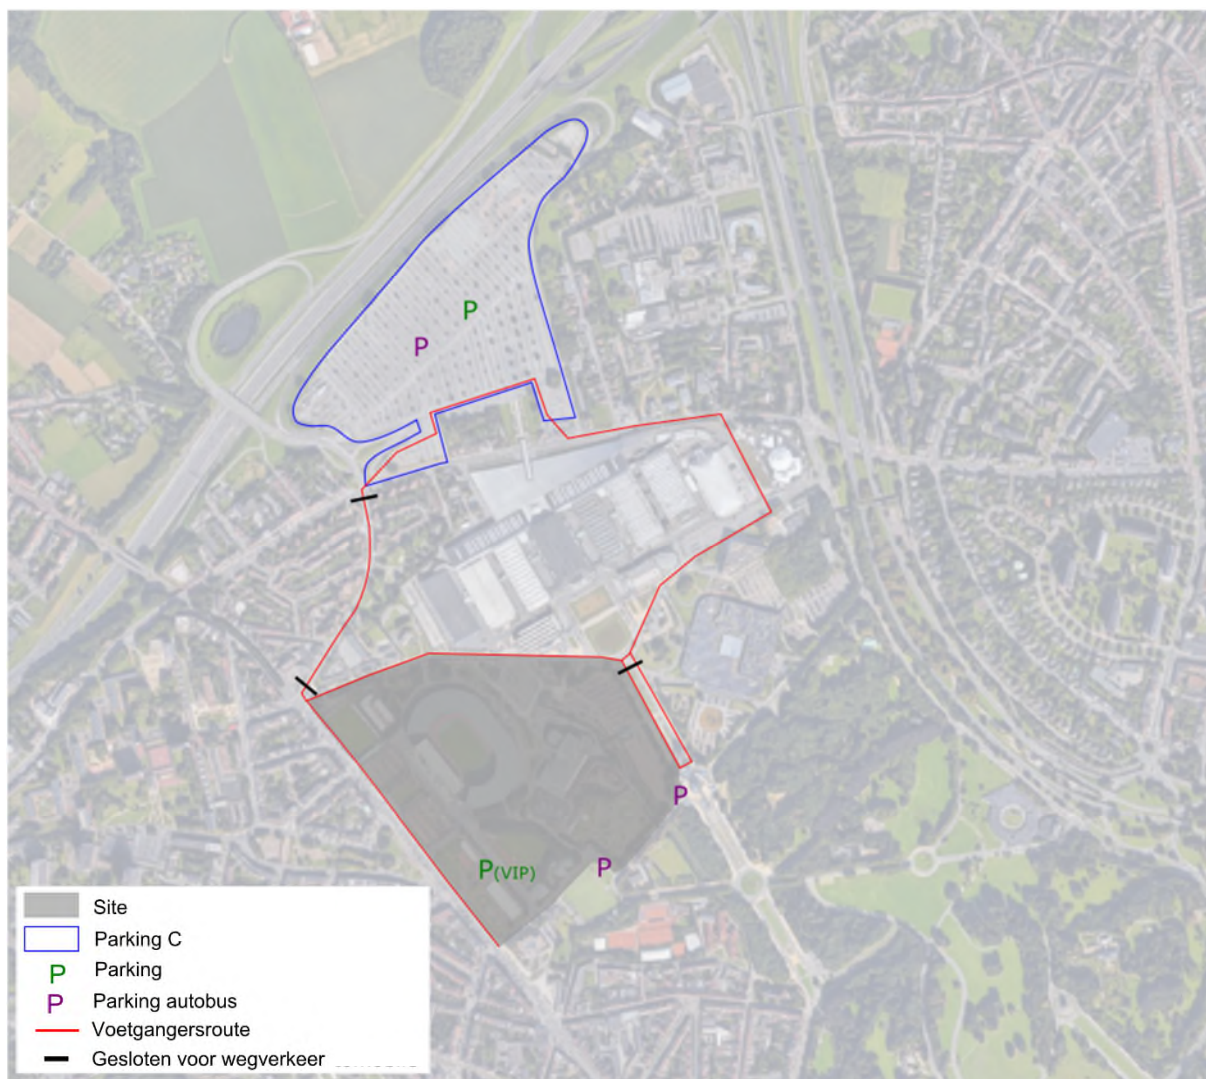 P
P
P
P(VIP)
P
Site
Parking C
P Parking
P Parking autobus
Voetgangersroute
Gesloten voor wegverkeer